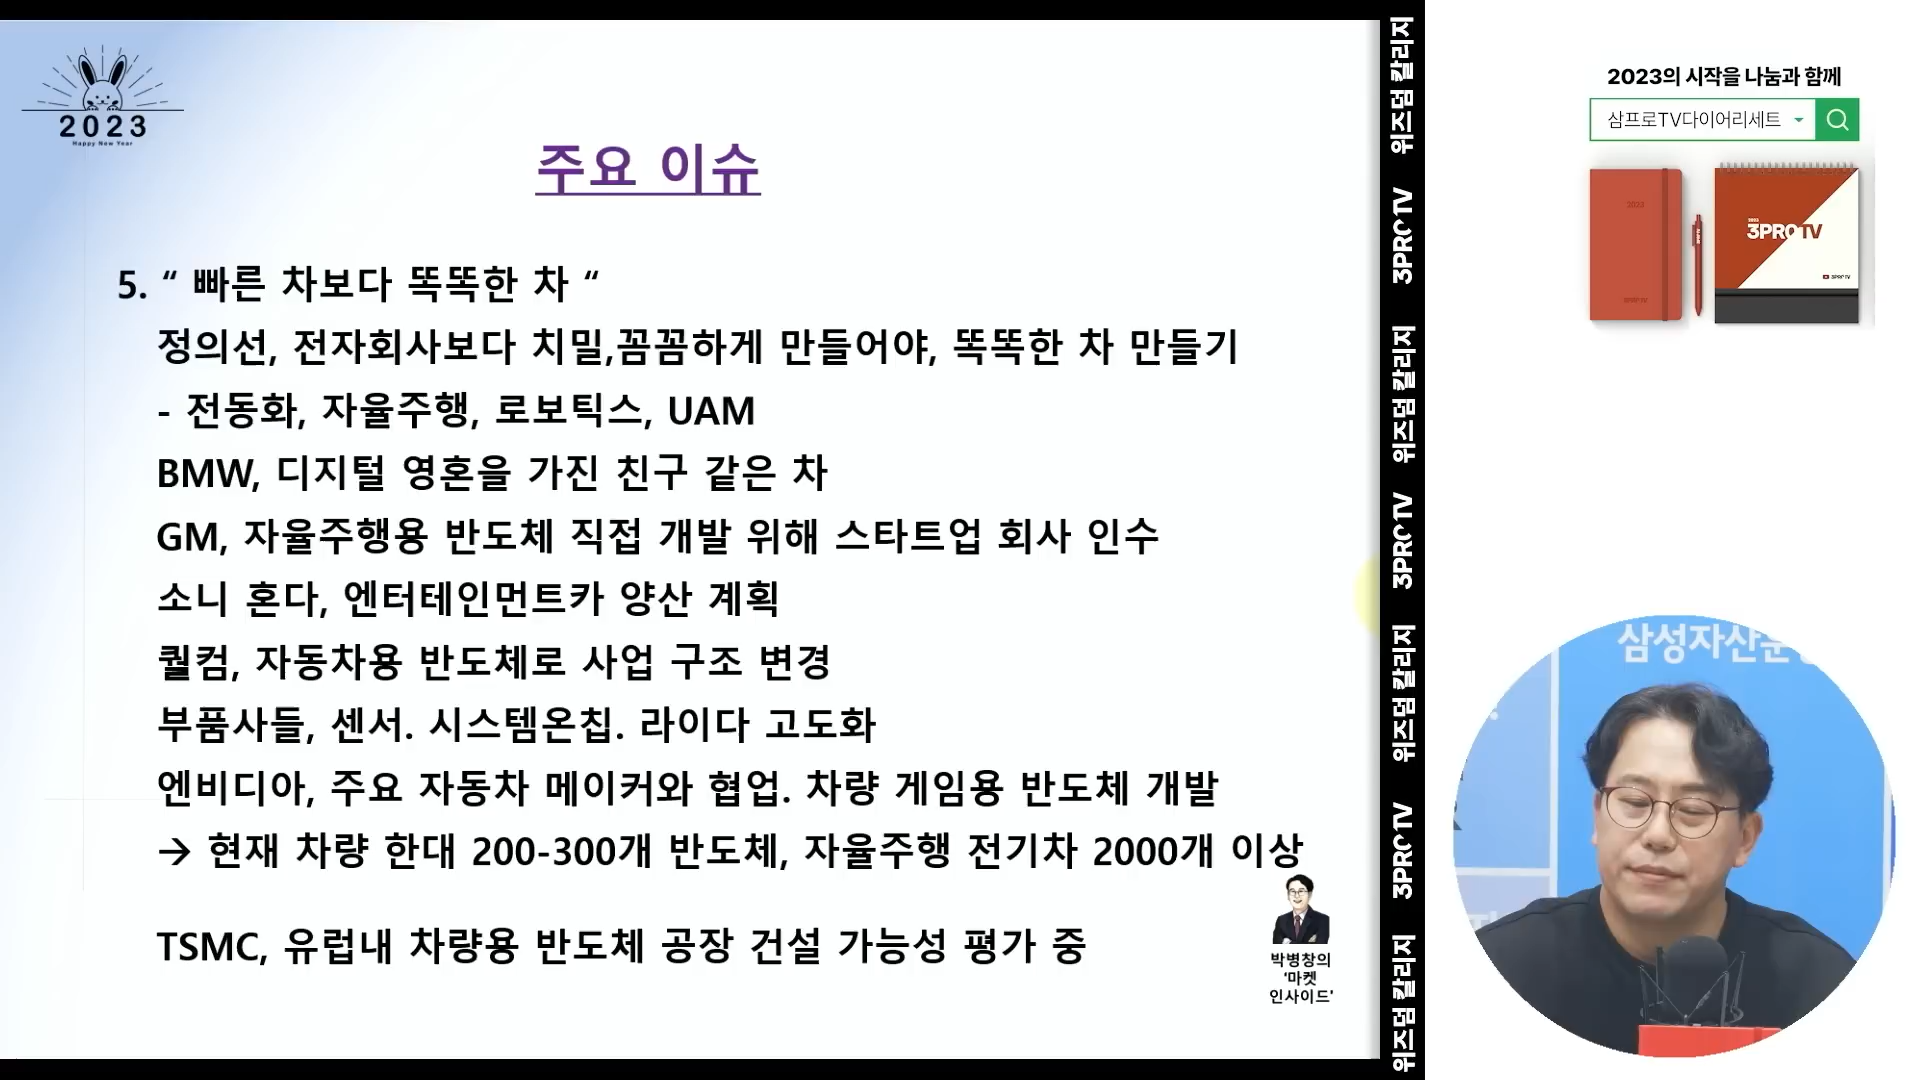 2023
Happy New Year
주요 이슈
5. “ 빠른 차보다 똑똑한 차 “
정의선, 전자회사보다 치밀,꼼꼼하게 만들어야, 똑똑한 차 만들기
- 전동화, 자율주행, 로보틱스, UAM
BMW, 디지털 영혼을 가진 친구 같은 차
GM, 자율주행용 반도체 직접 개발 위해 스타트업 회사 인수
소니 혼다, 엔터테인먼트카 양산 계획
퀄컴, 자동차용 반도체로 사업 구조 변경
부품사들, 센서. 시스템온칩. 라이다 고도화
엔비디아, 주요 자동차 메이커와 협업. 차량 게임용 반도체 개발
→ 현재 차량 한대 200-300개 반도체, 자율주행 전기차 2000개 이상
TSMC, 유럽내 차량용 반도체 공장 건설 가능성 평가 중
박병창의
'마켓
인사이드'
위즈덤 칼리지
3PROTV
위즈덤 칼리지
3PROTV
위즈덤 칼리지
3PROTV
위즈덤 칼리지
2023의 시작을 나눔과 함께
삼프로TV다이어리세트
2023
3PROTV
3PROTV
삼성자산운